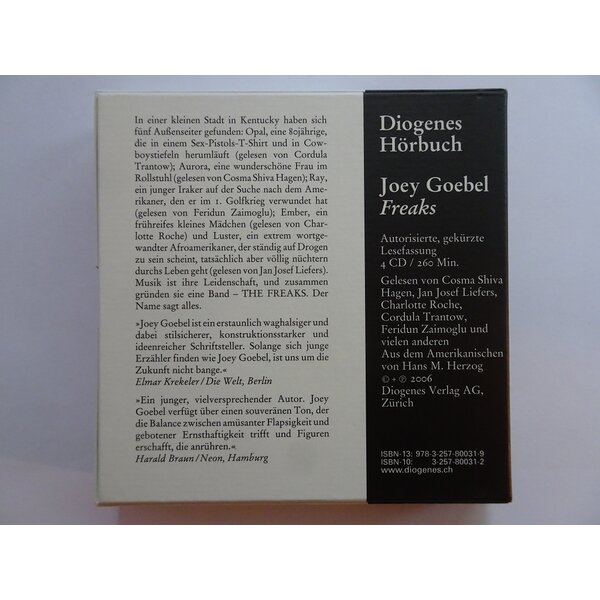 In einer kleinen Stadt in Kentucky haben sich
fünf Außenseiter gefunden: Opal, eine 80jährige,
die in einem Sex-Pistols-T-Shirt und in Cow-
boystiefeln herumläuft (gelesen von Cordula
Trantow); Aurora, eine wunderschöne Frau im
Rollstuhl (gelesen von Cosma Shiva Hagen); Ray,
ein junger Iraker auf der Suche nach dem Ame-
rikaner, den er im 1. Golfkrieg verwundet hat
(gelesen von Feridun Zaimoglu); Ember, ein
frühreifes kleines Mädchen (gelesen von Char-
lotte Roche) und Luster, ein extrem wortge-
wandter Afroamerikaner, der ständig auf Drogen
zu sein scheint, tatsächlich aber völlig nüchtern
durchs Leben geht (gelesen von Jan Josef Liefers).
Musik ist ihre Leidenschaft, und zusammen
gründen sie eine Band – THE FREAKS. Der
Name sagt alles.
»Joey Goebel ist ein erstaunlich waghalsiger und
dabei stilsicherer, konstruktionsstarker und
ideenreicher Schriftsteller. Solange sich junge
Erzähler finden wie Joey Goebel, ist uns um die
Zukunft nicht bange.«
Elmar Krekeler / Die Welt, Berlin
»Ein junger, vielversprechender Autor. Joey
Goebel verfügt über einen souveränen Ton, der
die Balance zwischen amüsanter Flapsigkeit und
gebotener Ernsthaftigkeit trifft und Figuren
erschafft, die anrühren.«
Harald Braun / Neon, Hamburg
Diogenes
Hörbuch
Joey Goebel
Freaks
Autorisierte, gekürzte
Lesefassung
4 CD / 260 Min.
Gelesen von Cosma Shiva
Hagen, Jan Josef Liefers,
Charlotte Roche,
Cordula Trantow,
Feridun Zaimoglu und
vielen anderen
Aus dem Amerikanischen
von Hans M. Herzog
© + ℗ 2006
Diogenes Verlag AG,
Zürich
ISBN-13: 978-3-257-80031-9
ISBN-10: 3-257-80031-2
www.diogenes.ch